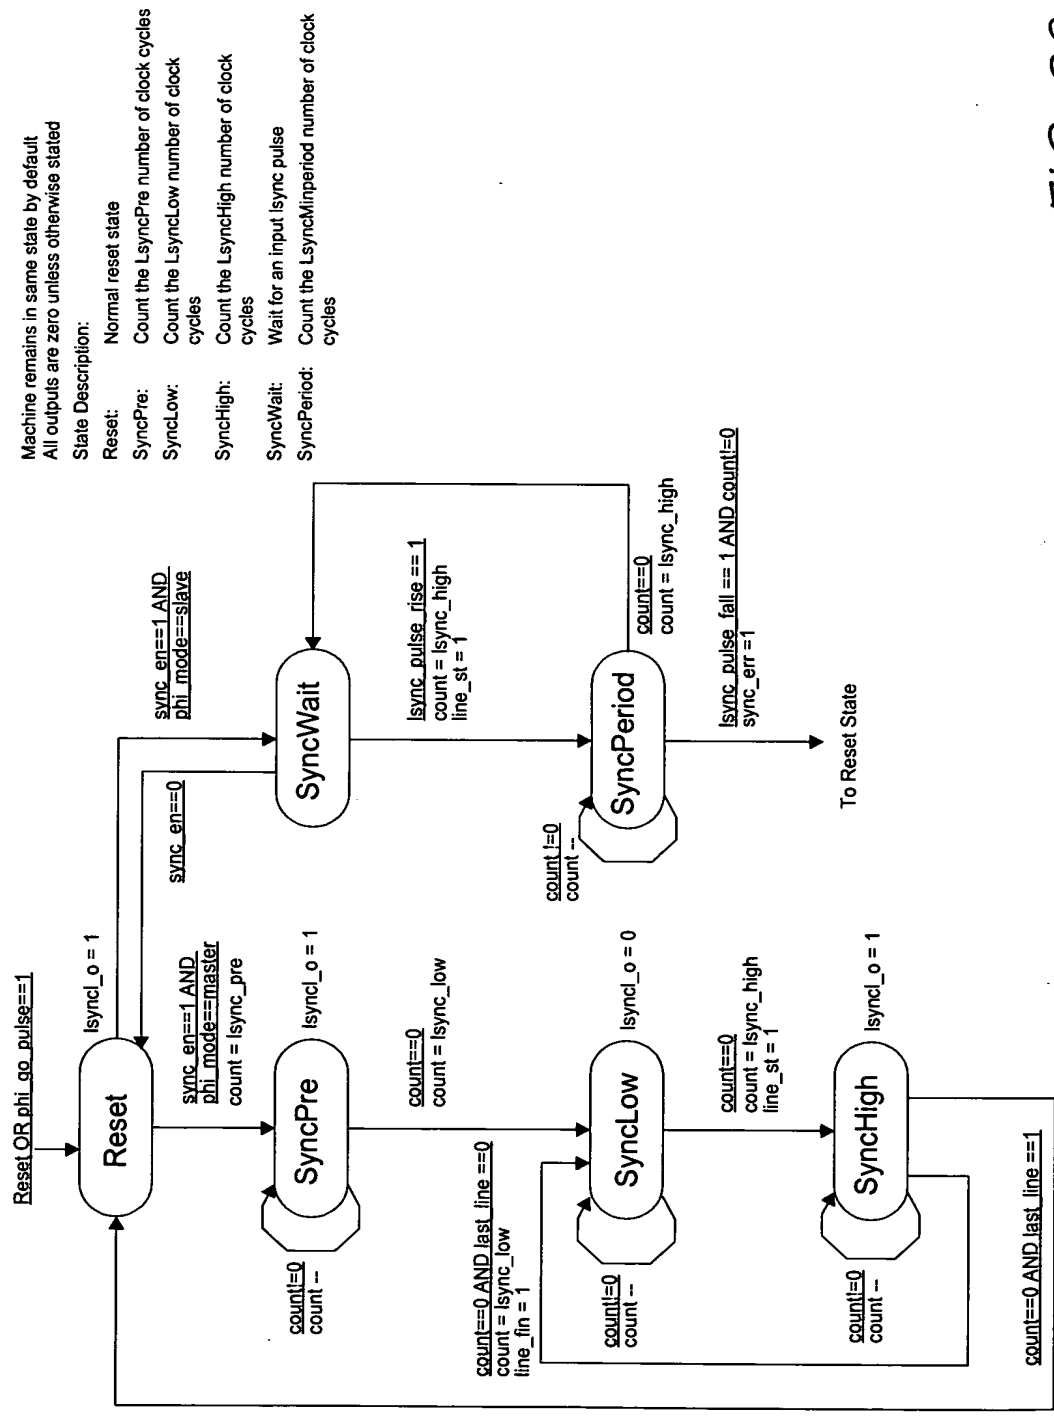 Machine remains in same state by default
All outputs are zero unless otherwise stated
State Description:
Reset: Normal reset state
SyncPre: Count the LsyncPre number of clock cycles
SyncLow: Count the LsyncLow number of clock
cycles
SyncHigh: Count the LsyncHigh number of clock
cycles
SyncWait: Wait for an input lsync pulse
SyncPeriod: Count the LsyncMinperiod number of clock
cycles
Reset OR phi_go_pulse==1
Reset
lsyncl_o = 1
sync_en==1 AND
phi_mode==master
count = lsync_pre
sync_en==0
sync_en==1 AND
phi_mode==slave
SyncPre
lsyncl_o = 1
count!=0
count --
count==0
count = lsync_low
SyncWait
lsync_pulse_rise == 1
count = lsync_high
line_st = 1
count==0 AND last_line ==0
count = lsync_low
line_fin = 1
SyncLow
lsyncl_o = 0
count!=0
count --
count==0
count = lsync_high
line_st = 1
SyncPeriod
count !=0
count --
count==0
count = lsync_high
lsync_pulse_fall == 1 AND count!=0
sync_err =1
To Reset State
SyncHigh
lsyncl_o = 1
count!=0
count --
count==0 AND last_line ==1